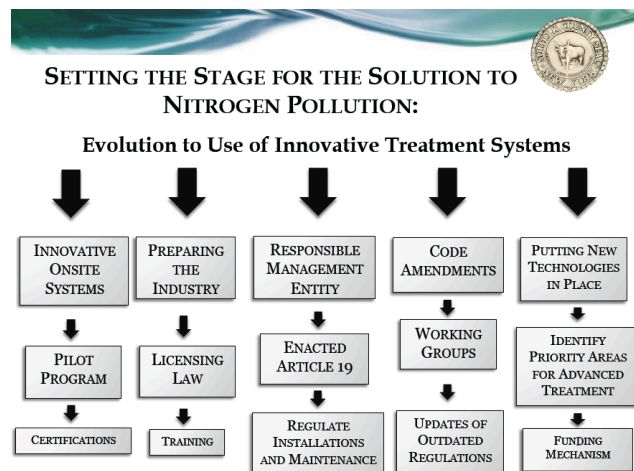 SETTING THE STAGE FOR THE SOLUTION TO
NITROGEN POLLUTION:
Evolution to Use of Innovative Treatment Systems
INNOVATIVE
ONSITE
SYSTEMS
PILOT
PROGRAM
CERTIFICATIONS
PREPARING
THE
INDUSTRY
LICENSING
LAW
TRAINING
RESPONSIBLE
MANAGEMENT
ENTITY
ENACTED
ARTICLE 19
REGULATE
INSTALLATIONS
AND MAINTENANCE
CODE
AMENDMENTS
WORKING
GROUPS
UPDATES OF
OUTDATED
REGULATIONS
PUTTING NEW
TECHNOLOGIES
IN PLACE
IDENTIFY
PRIORITY AREAS
FOR ADVANCED
TREATMENT
FUNDING
MECHANISM